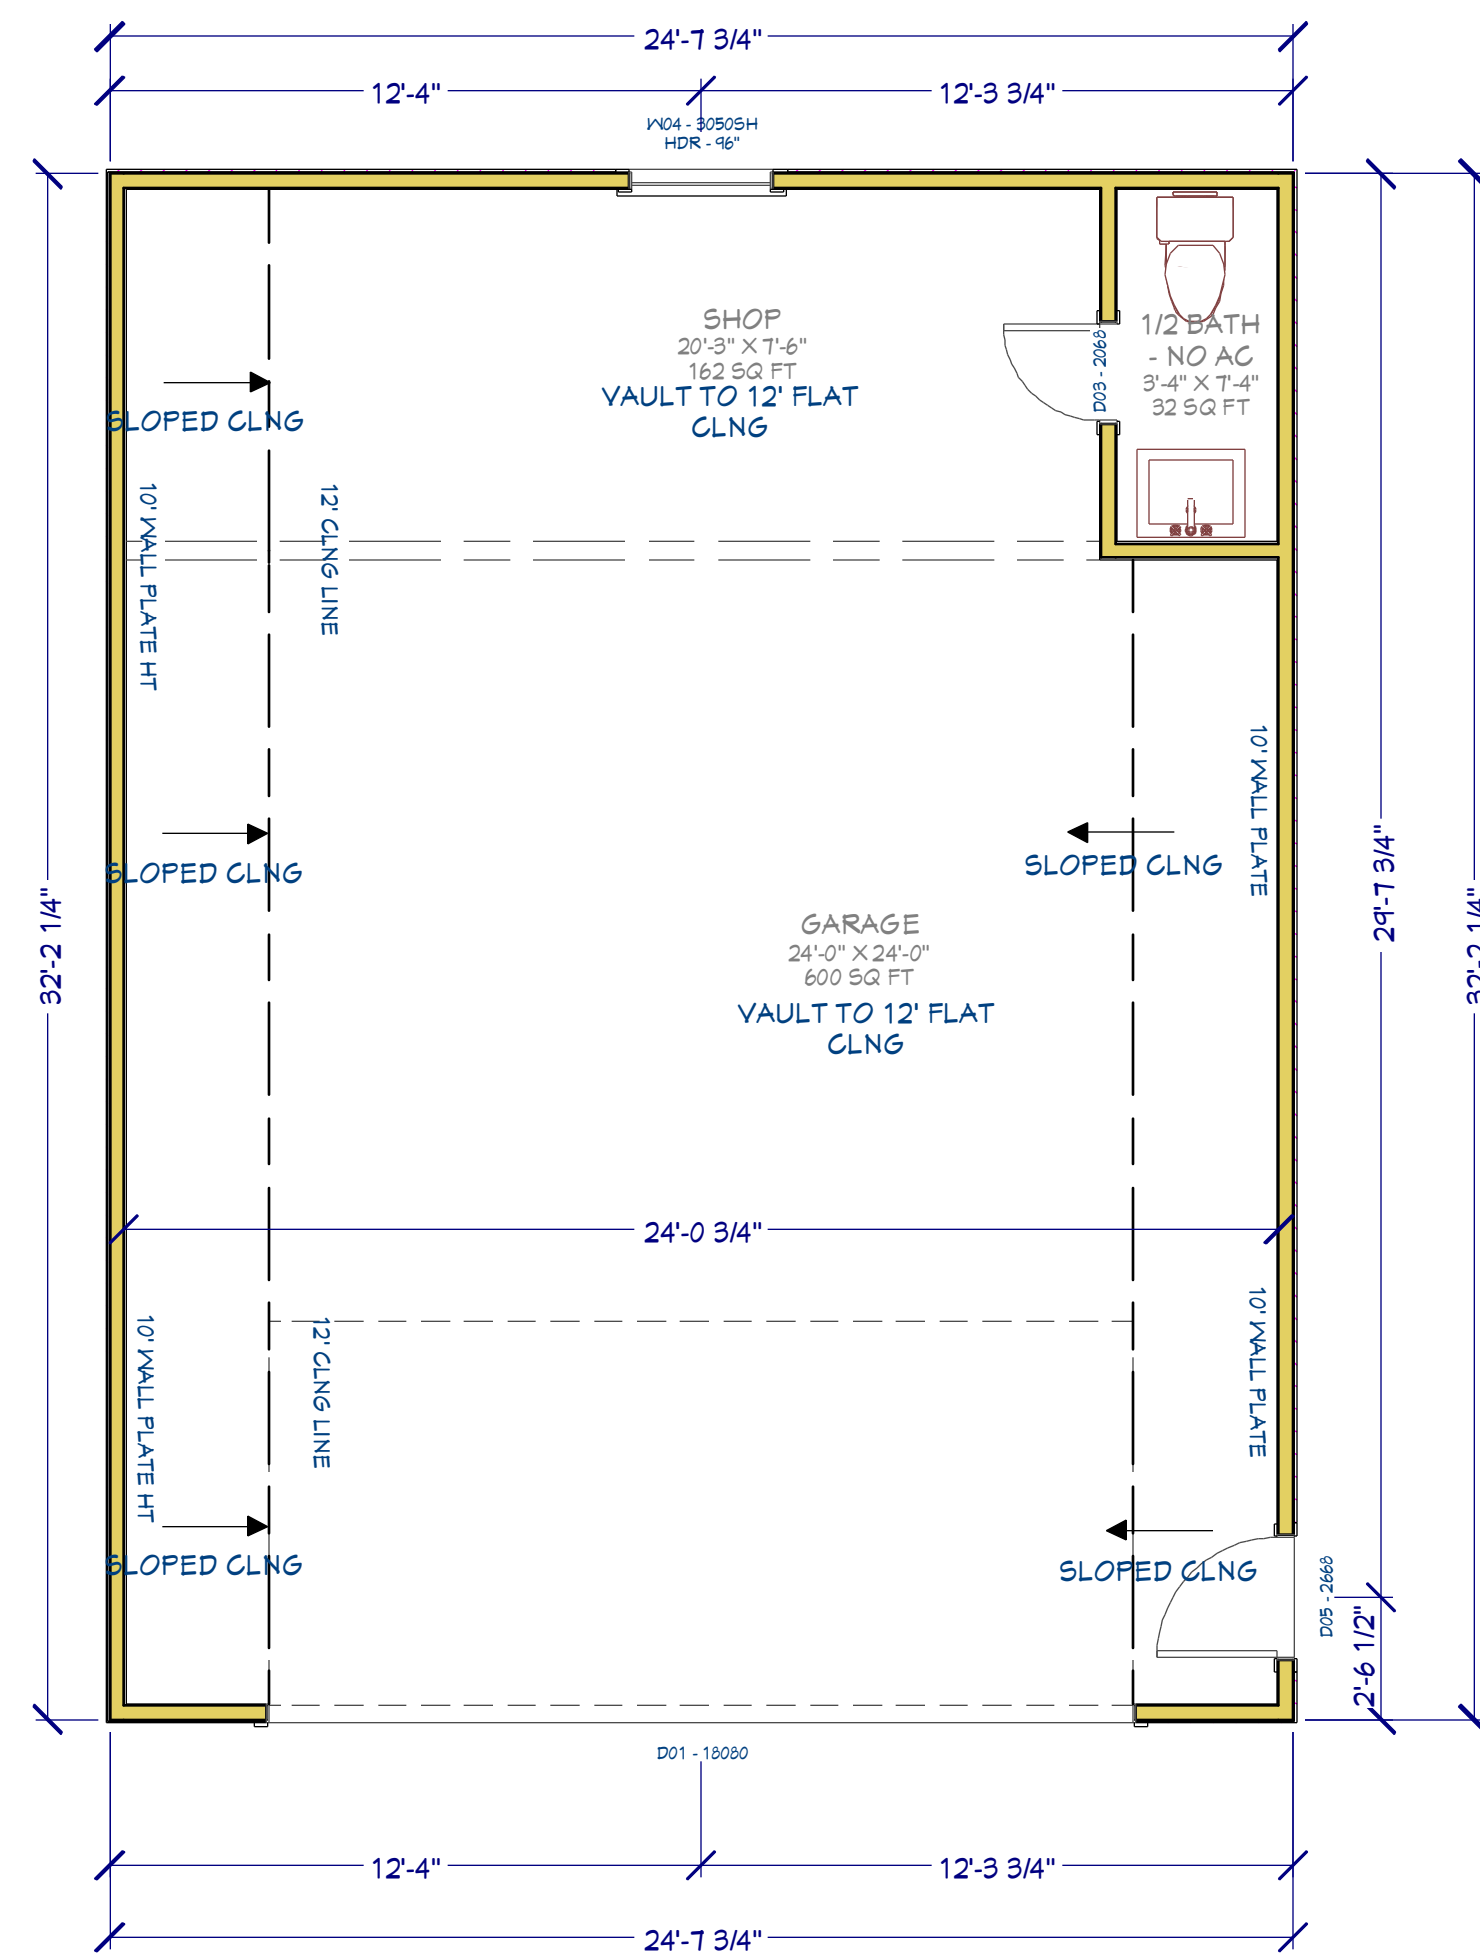 24'-7 3/4"
12'-4"
12'-3 3/4"
W04 - 3050SH
HDR - 96"
SHOP
20'-3" X 7'-6"
162 SQ FT
VAULT TO 12' FLAT
CLNG
D03 - 2068
1/2 BATH
- NO AC
3'-4" X 7'-4"
32 SQ FT
SLOPED CLNG
10' WALL PLATE HT
12' CLNG LINE
10' WALL PLATE
SLOPED CLNG
SLOPED CLNG
32'-2 1/4"
29'-7 3/4"
32'-2 1/4"
GARAGE
24'-0" X 24'-0"
600 SQ FT
VAULT TO 12' FLAT
CLNG
24'-0 3/4"
10' WALL PLATE HT
12' CLNG LINE
10' WALL PLATE
SLOPED CLNG
SLOPED CLNG
D05 - 2668
2'-6 1/2"
D01 - 18080
12'-4"
12'-3 3/4"
24'-7 3/4"